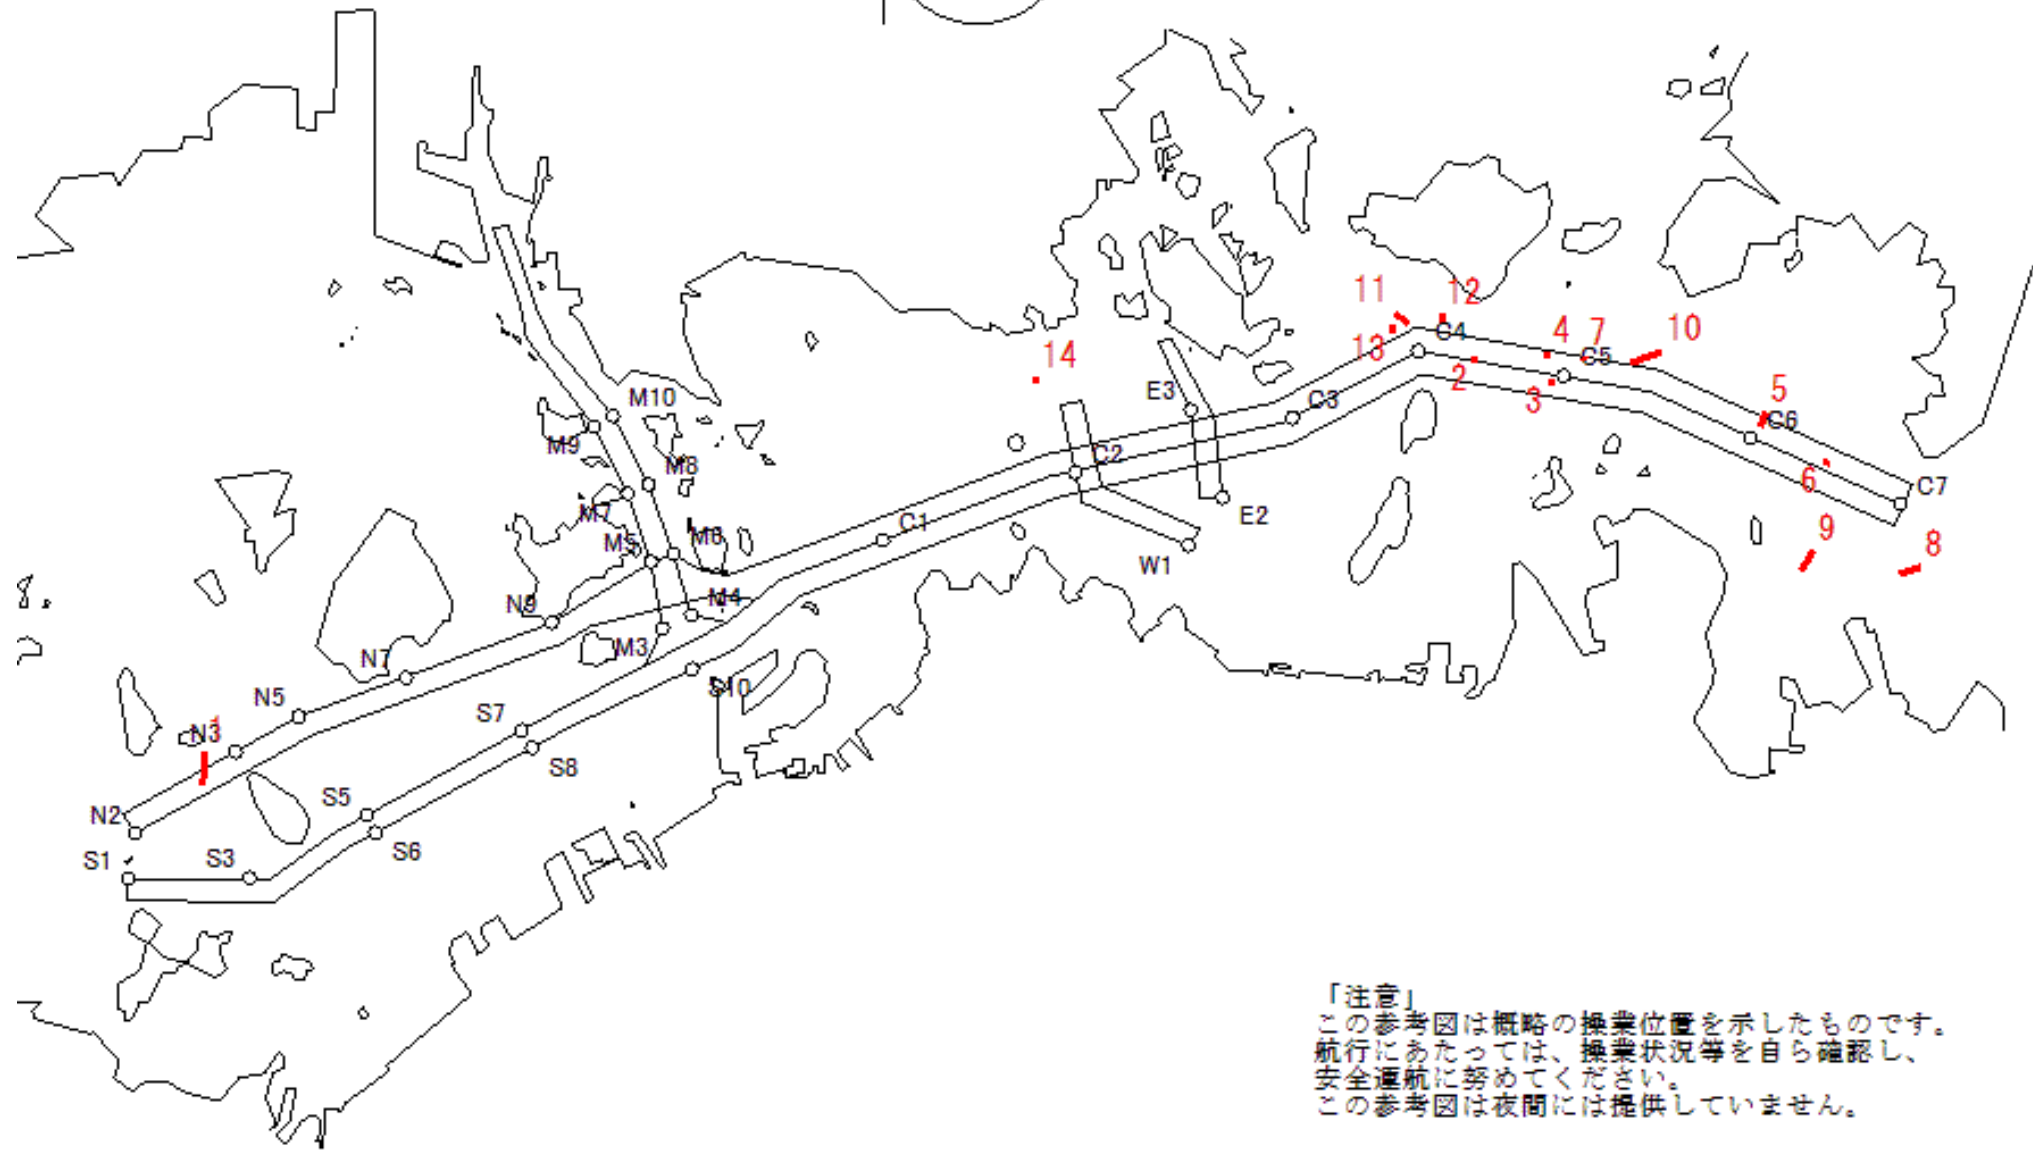 11
12
C4
4
7
10
13
14
C5
2
3
5
E3
M10
C3
C6
M9
C2
M8
6
C7
M7
C1
E2
M5
M6
9
8
W1
N9
M4
M3
N7
S10
N5
S7
N3
1
S8
S5
N2
S6
S1
S3
「注意」
この参考図は概略の操業位置を示したものです。
航行にあたっては、操業状況等を自ら確認し、
安全運航に努めてください。
この参考図は夜間には提供していません。